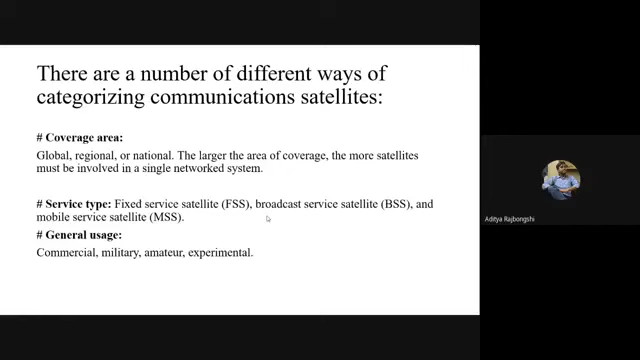 There are a number of different ways of
categorizing communications satellites:
# Coverage area:
Global, regional, or national. The larger the area of coverage, the more satellites
must be involved in a single networked system.
# Service type: Fixed service satellite (FSS), broadcast service satellite (BSS), and
mobile service satellite (MSS).
# General usage:
Commercial, military, amateur, experimental.
Aditya Rajbongshi